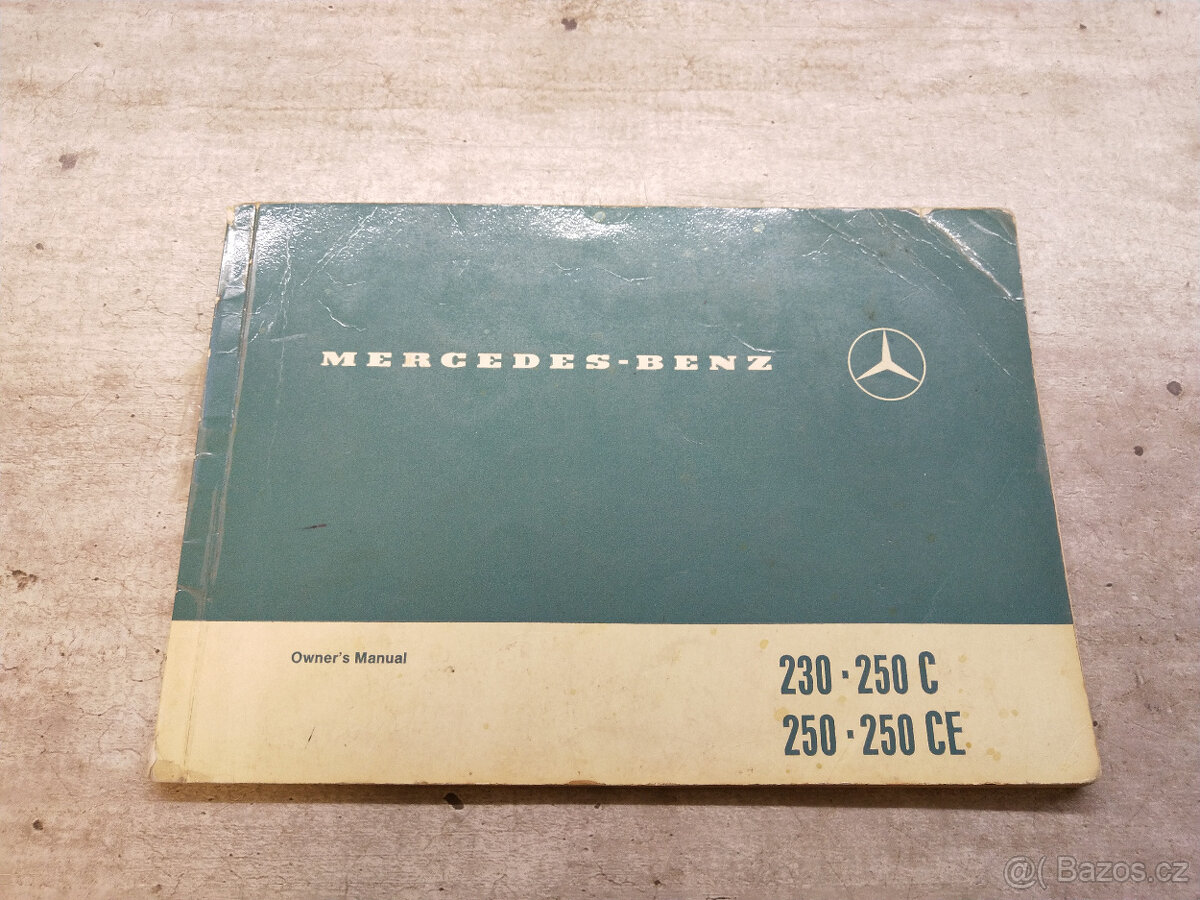 MERCEDES-BENZ
Owner's Manual
230 · 250 C
250 · 250 CE
@( Bazos.cz